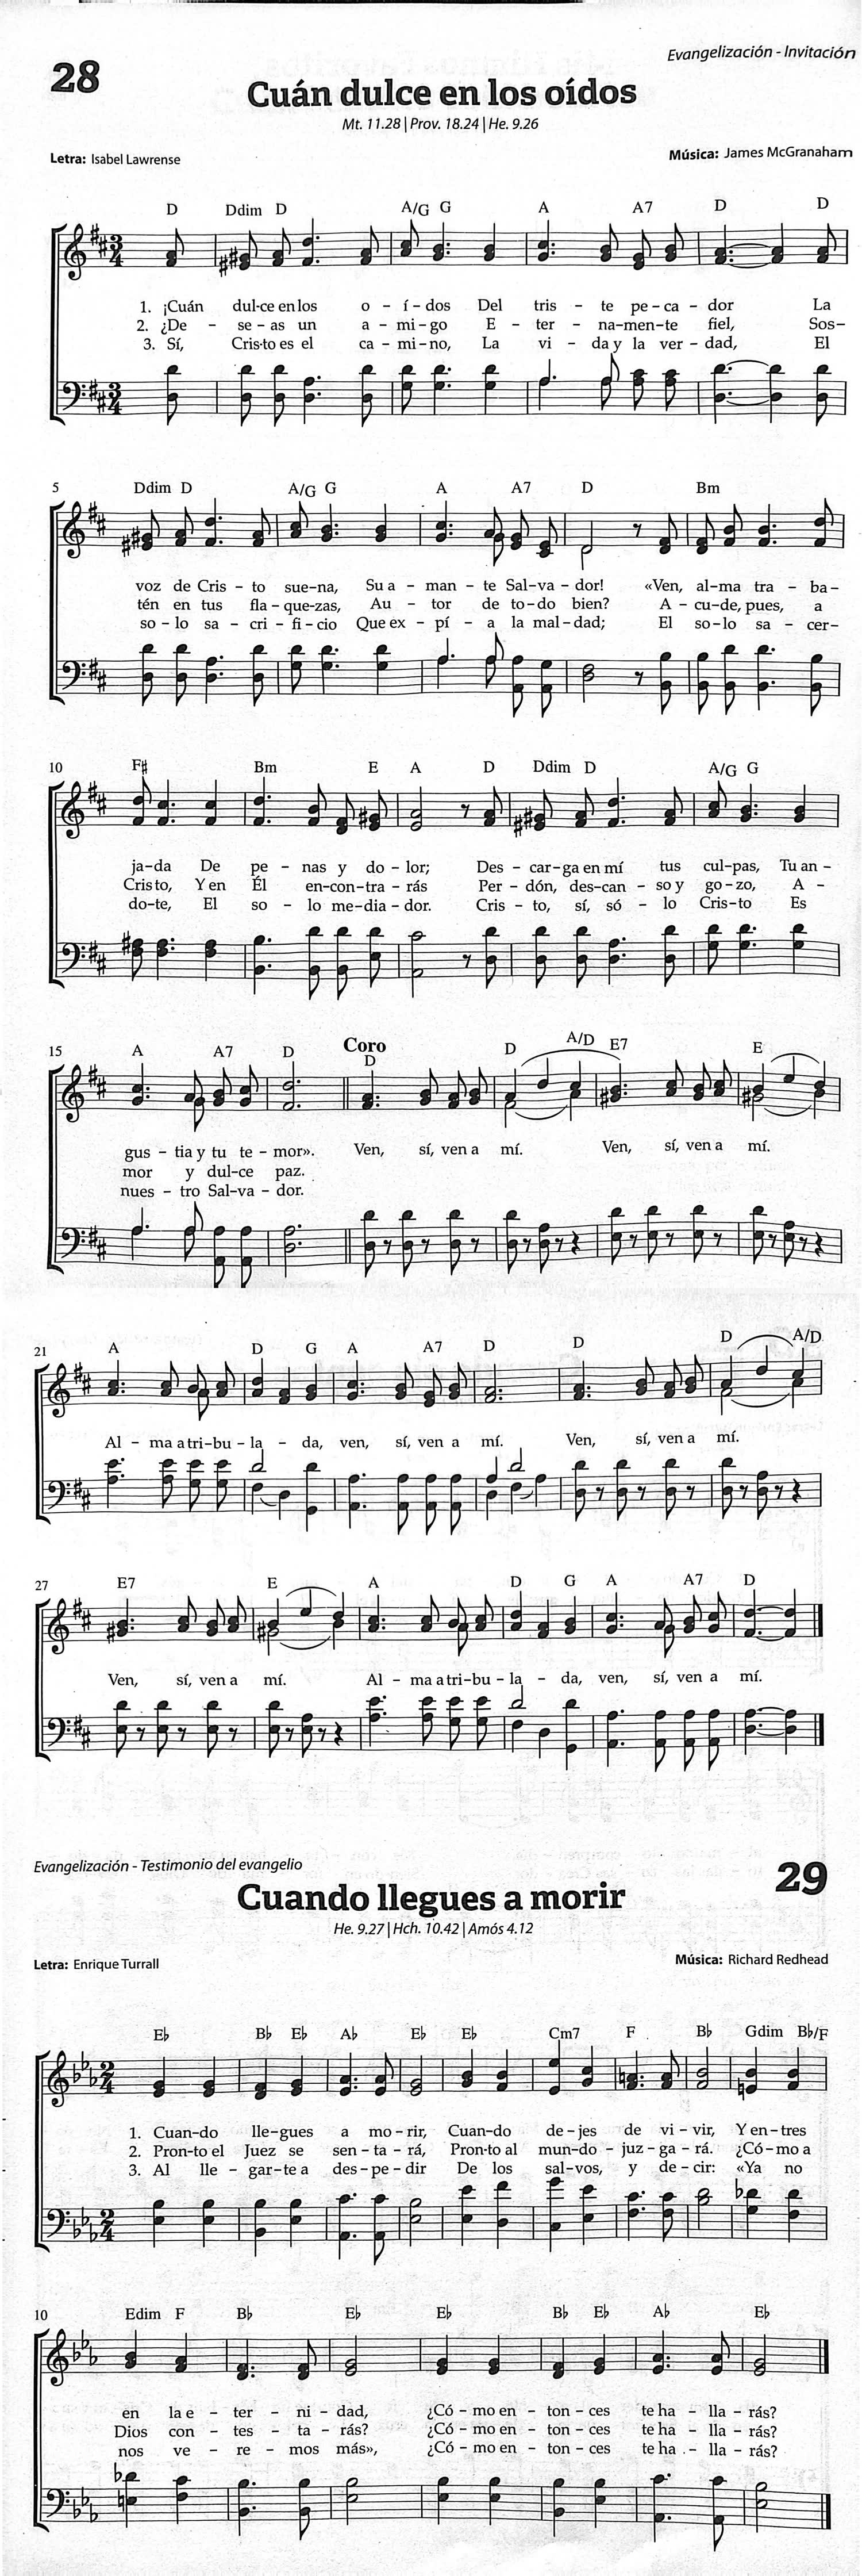 28
Evangelización - Invitación
Cuán dulce en los oídos
Mt. 11.28 | Prov. 18.24 | He. 9.26
Letra: Isabel Lawrense
Música: James McGranaham
D Ddim D A/G G A A7 D D
1. ¡Cuán dul-ce en los o – í – dos Del tris – te pe – ca – dor La
2. ¿De – se – as un a – mi – go E – ter – na–men–te fiel, Sos–
3. Sí, Cris-to es el ca – mi – no, La vi – da y la ver – dad, El
5 Ddim D A/G G A A7 D Bm
voz de Cris – to sue–na, Su a – man – te Sal–va – dor! «Ven, al–ma tra – ba–
tén en tus fla – que–zas, Au – tor de to–do bien? A – cu–de, pues, a
so – lo sa – cri – fi – cio Que ex – pí – a la mal–dad; El so – lo sa – cer–
10 F♯ Bm E A D Ddim D A/G G
ja–da De pe – nas y do – lor; Des – car–ga en mí tus cul–pas, Tu an –
Cris to, Y en Él en–con–tra – rás Per – dón, des–can – so y go – zo, A –
do–te, El so – lo me–dia – dor. Cris – to, sí, só – lo Cris–to Es
15 A A7 D Coro D D A/D E7 E
gus – tia y tu te – mor». Ven, sí, ven a mí. Ven, sí, ven a mí.
mor y dul–ce paz.
nues – tro Sal–va – dor.
21 A D G A A7 D D D A/D
Al – ma a tri–bu – la – da, ven, sí, ven a mí. Ven, sí, ven a mí.
27 E7 E A D G A A7 D
Ven, sí, ven a mí. Al – ma a tri–bu – la – da, ven, sí, ven a mí.
Evangelización - Testimonio del evangelio
29
Cuando llegues a morir
He. 9.27 | Hch. 10.42 | Amós 4.12
Letra: Enrique Turrall
Música: Richard Redhead
E♭ B♭ E♭ A♭ E♭ E♭ Cm7 F B♭ Gdim B♭/F
1. Cuan–do lle–gues a mo – rir, Cuan–do de – jes de vi – vir, Y en–tres
2. Pron-to el Juez se sen – ta – rá, Pron-to al mun–do – juz – ga – rá. ¿Có–mo a
3. Al lle – gar–te a des – pe – dir De los sal–vos, y de – cir: «Ya no
10 Edim F B♭ E♭ E♭ B♭ E♭ A♭ E♭
en la e – ter – ni – dad, ¿Có – mo en – ton – ces te ha – lla – rás?
Dios con – tes – ta – rás? ¿Có – mo en – ton – ces te ha – lla – rás?
nos ve – re – mos más», ¿Có – mo en – ton – ces te ha – lla – rás?